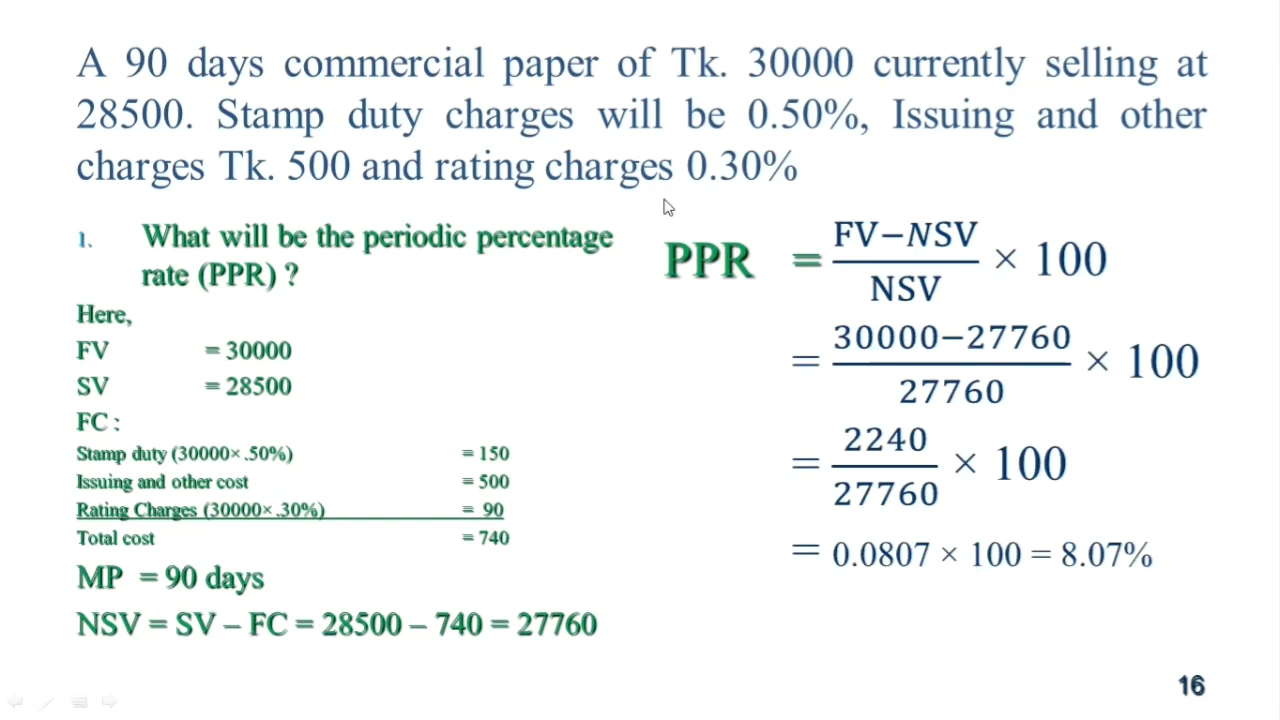 A 90 days commercial paper of Tk. 30000 currently selling at
28500. Stamp duty charges will be 0.50%, Issuing and other
charges Tk. 500 and rating charges 0.30%
1. What will be the periodic percentage
rate (PPR) ?
Here,
FV = 30000
SV = 28500
FC :
Stamp duty (30000× .50%) = 150
Issuing and other cost = 500
Rating Charges (30000× .30%) = 90
Total cost = 740
MP = 90 days
NSV = SV – FC = 28500 – 740 = 27760
PPR = FV−NSV / NSV × 100
= 30000−27760 / 27760 × 100
= 2240 / 27760 × 100
= 0.0807 × 100 = 8.07%
16